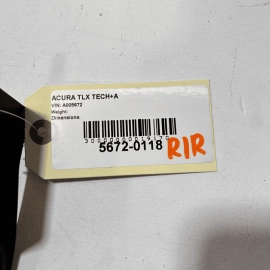 ACURA TLX TECH+A
VIN: A005672
Weight:
Dimensions:
5672-0118
RIR